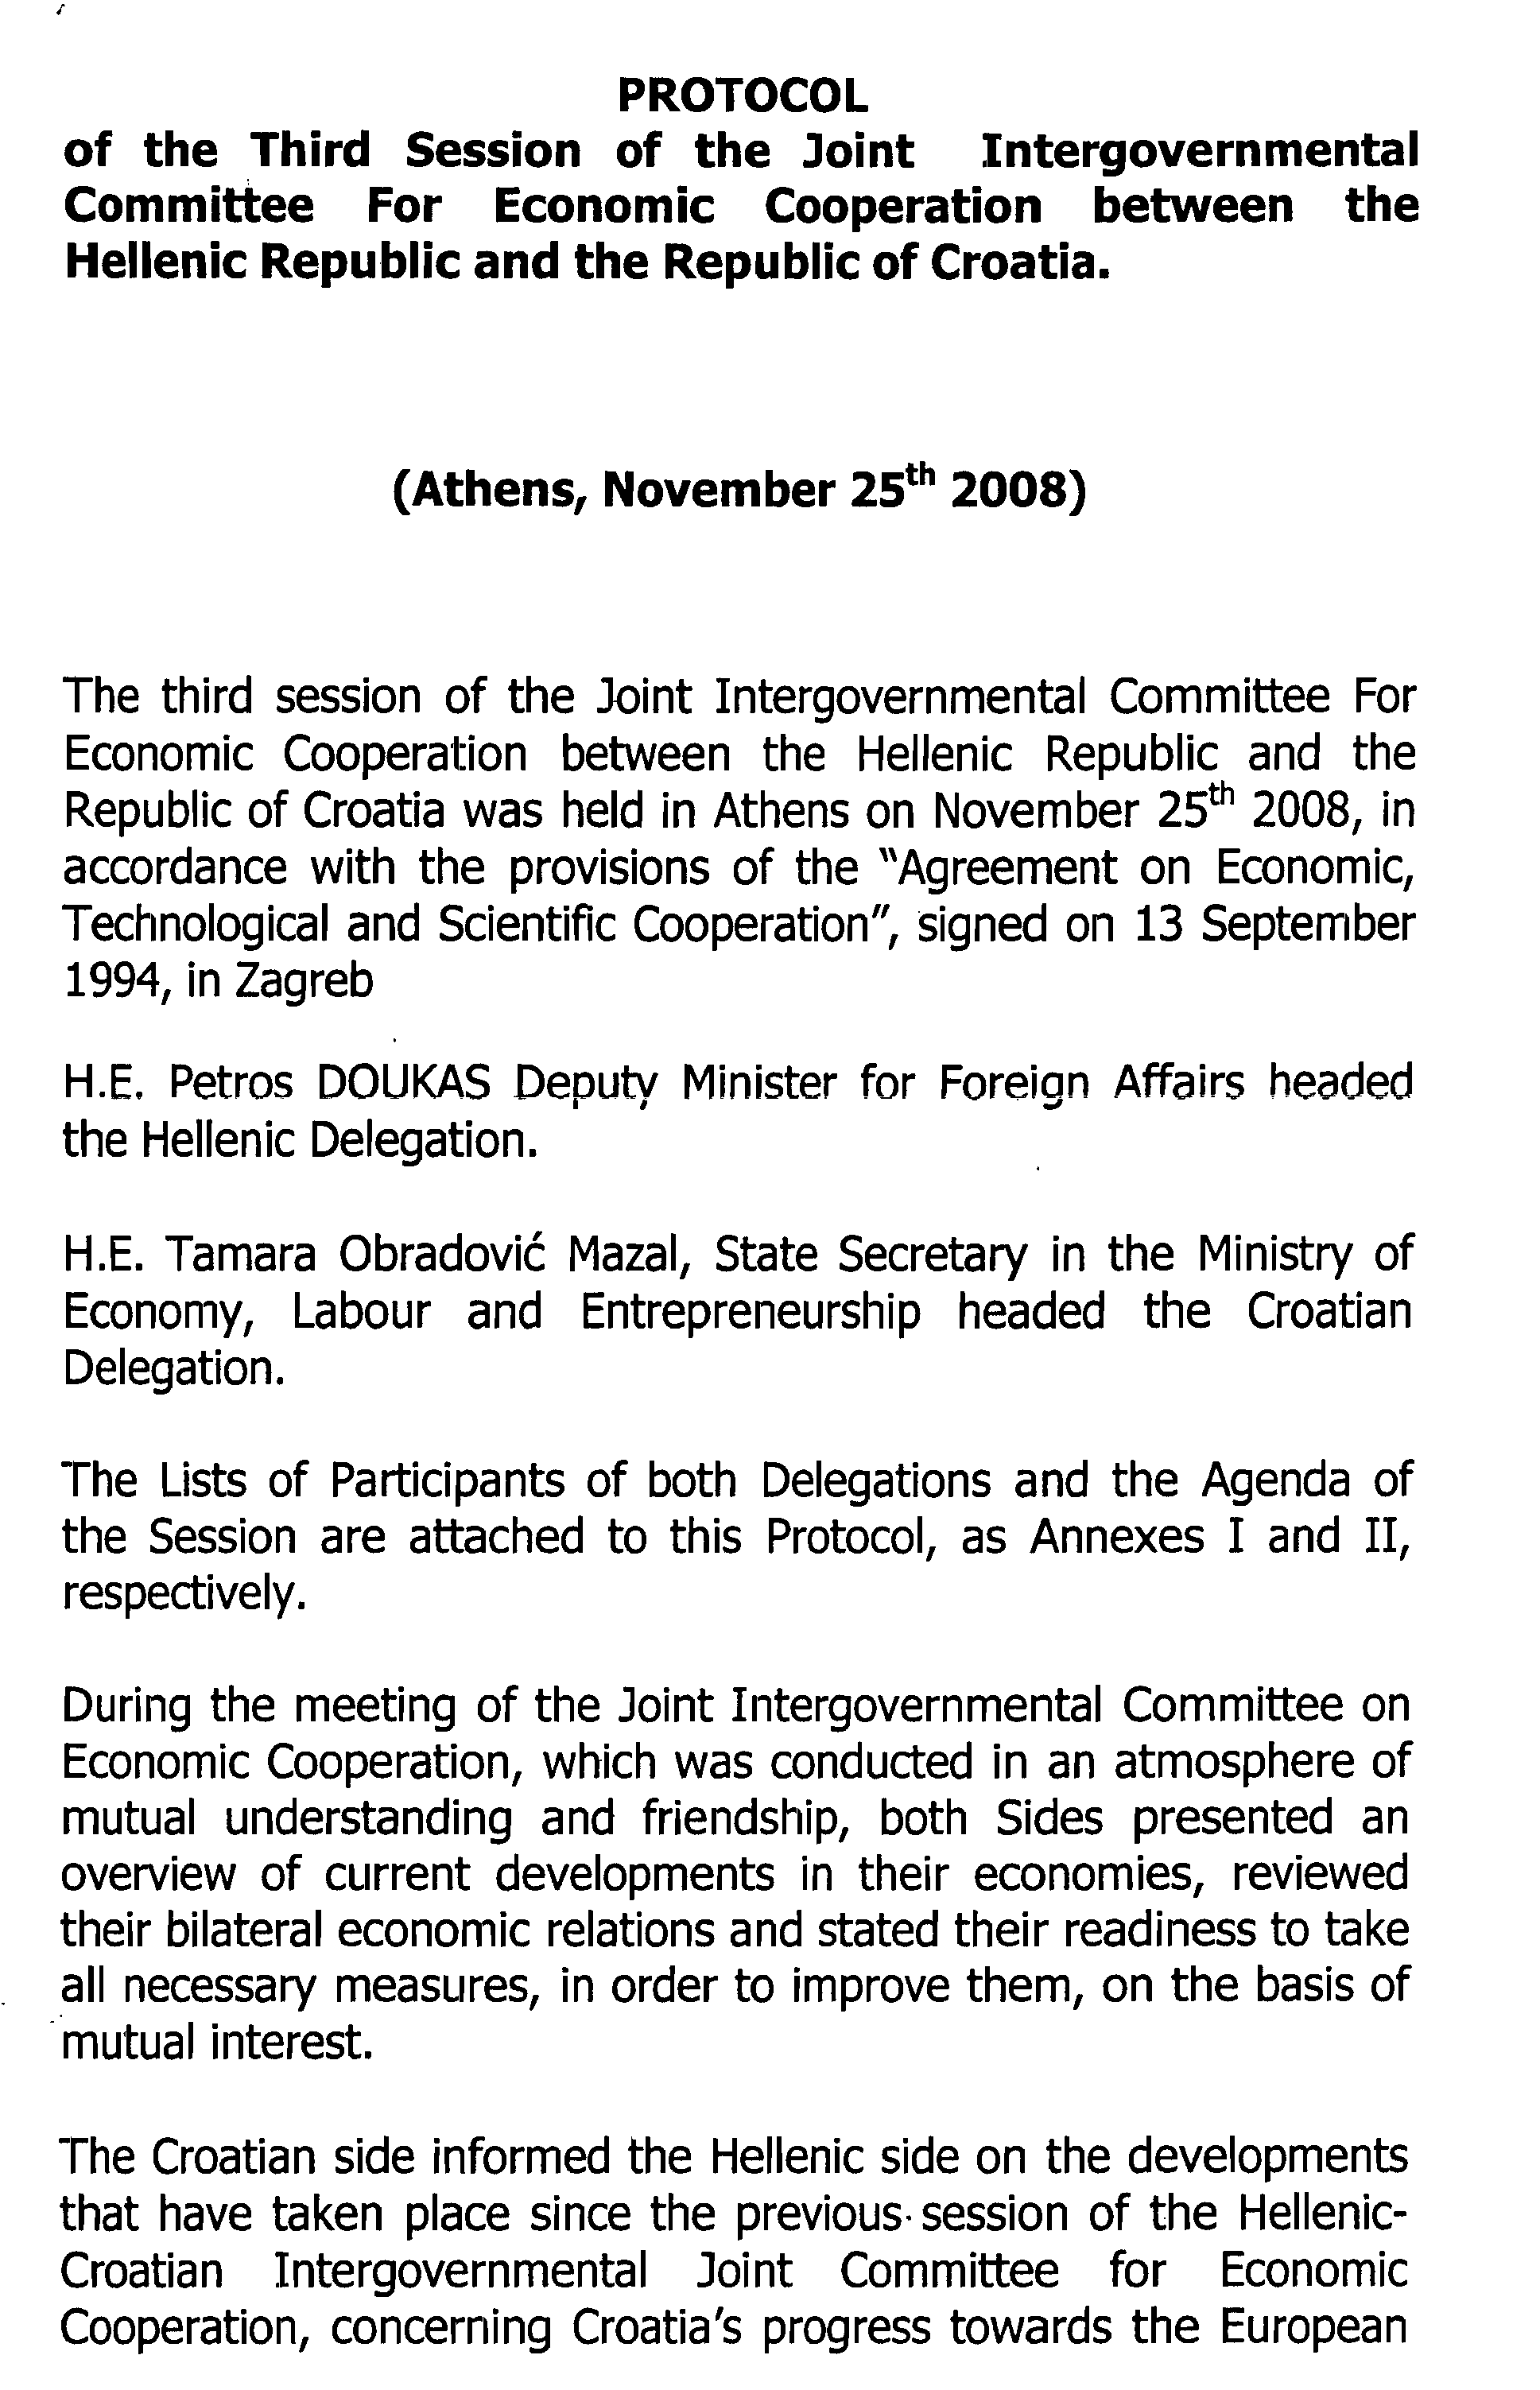 PROTOCOL
of the Third Session of the Joint Intergovernmental
Committee For Economic Cooperation between the
Hellenic Republic and the Republic of Croatia.
(Athens, November 25th 2008)
The third session of the Joint Intergovernmental Committee For
Economic Cooperation between the Hellenic Republic and the
Republic of Croatia was held in Athens on November 25th 2008, in
accordance with the provisions of the "Agreement on Economic,
Technological and Scientific Cooperation", signed on 13 September
1994, in Zagreb
H.E. Petros DOUKAS Deputy Minister for Foreign Affairs headed
the Hellenic Delegation.
H.E. Tamara Obradović Mazal, State Secretary in the Ministry of
Economy, Labour and Entrepreneurship headed the Croatian
Delegation.
The Lists of Participants of both Delegations and the Agenda of
the Session are attached to this Protocol, as Annexes I and II,
respectively.
During the meeting of the Joint Intergovernmental Committee on
Economic Cooperation, which was conducted in an atmosphere of
mutual understanding and friendship, both Sides presented an
overview of current developments in their economies, reviewed
their bilateral economic relations and stated their readiness to take
all necessary measures, in order to improve them, on the basis of
mutual interest.
The Croatian side informed the Hellenic side on the developments
that have taken place since the previous session of the Hellenic-
Croatian Intergovernmental Joint Committee for Economic
Cooperation, concerning Croatia's progress towards the European